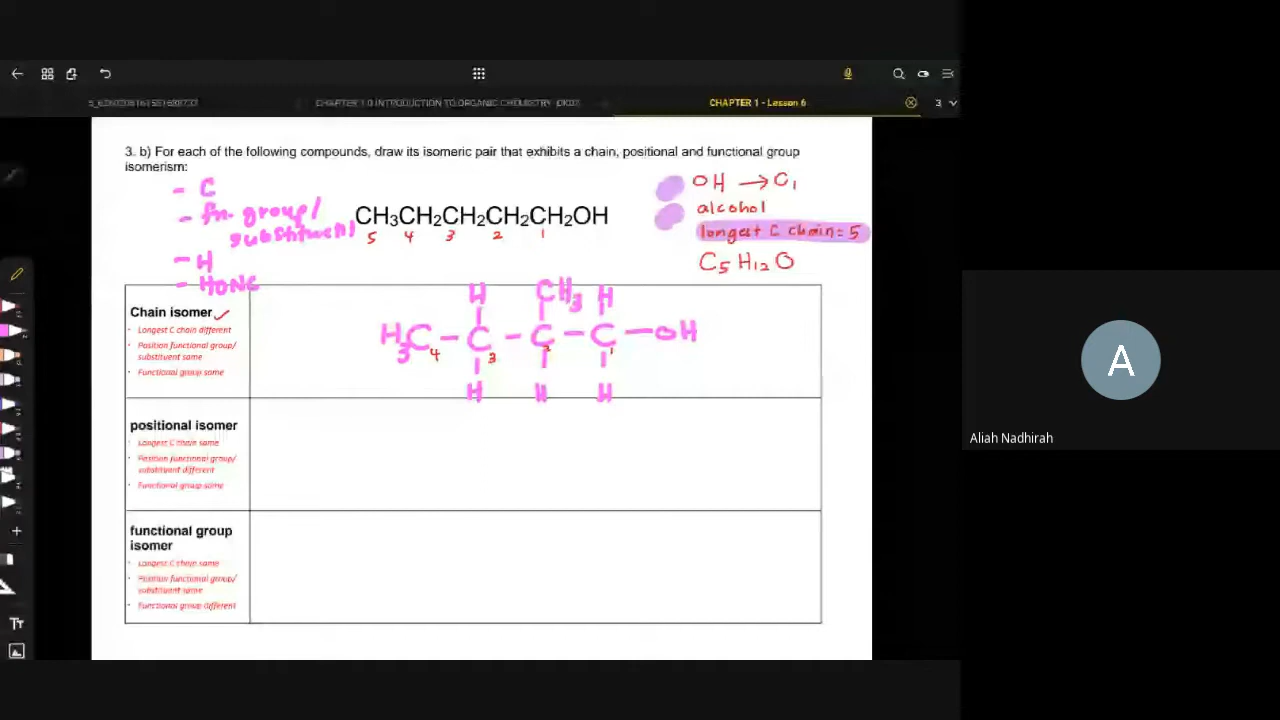 CHAPTER 1.0 INTRODUCTION TO ORGANIC CHEMISTRY
CHAPTER 1 - Lesson 6
3
3. b) For each of the following compounds, draw its isomeric pair that exhibits a chain, positional and functional group
isomerism:
- C
- fn. group/
substituent
- H
- HONC
CH₃CH₂CH₂CH₂CH₂OH
5 4 3 2 1
OH → C₁
alcohol
longest C chain = 5
C₅H₁₂O
Chain isomer ✓
• Longest C chain different
• Position functional group/
substituent same
• Functional group same
H CH₃ H
H₃C - C - C - C - OH
4 3 2 1
H H H
positional isomer
• Longest C chain same
• Position functional group/
substituent different
• Functional group same
functional group
isomer
• Longest C chain same
• Position functional group/
substituent same
• Functional group different
Tт
A
Aliah Nadhirah